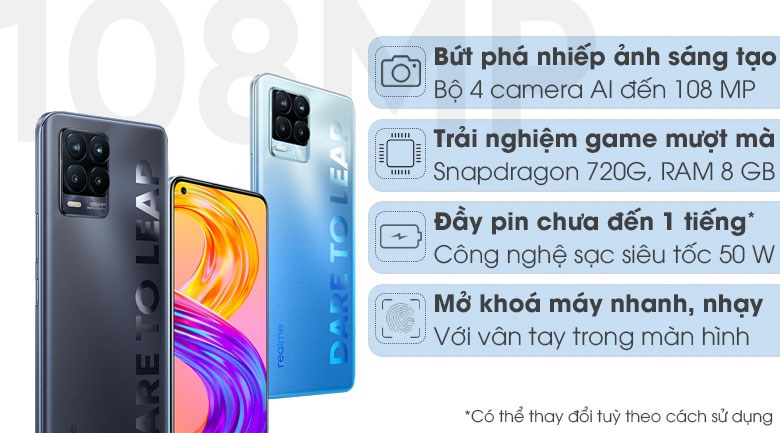 108MP
Bứt phá nhiếp ảnh sáng tạo
Bộ 4 camera AI đến 108 MP
Trải nghiệm game mượt mà
Snapdragon 720G, RAM 8 GB
Đầy pin chưa đến 1 tiếng*
Công nghệ sạc siêu tốc 50 W
Mở khoá máy nhanh, nhạy
Với vân tay trong màn hình
*Có thể thay đổi tuỳ theo cách sử dụng
DARE TO LEAP
realme
DARE TO LEAP
realme
108MP